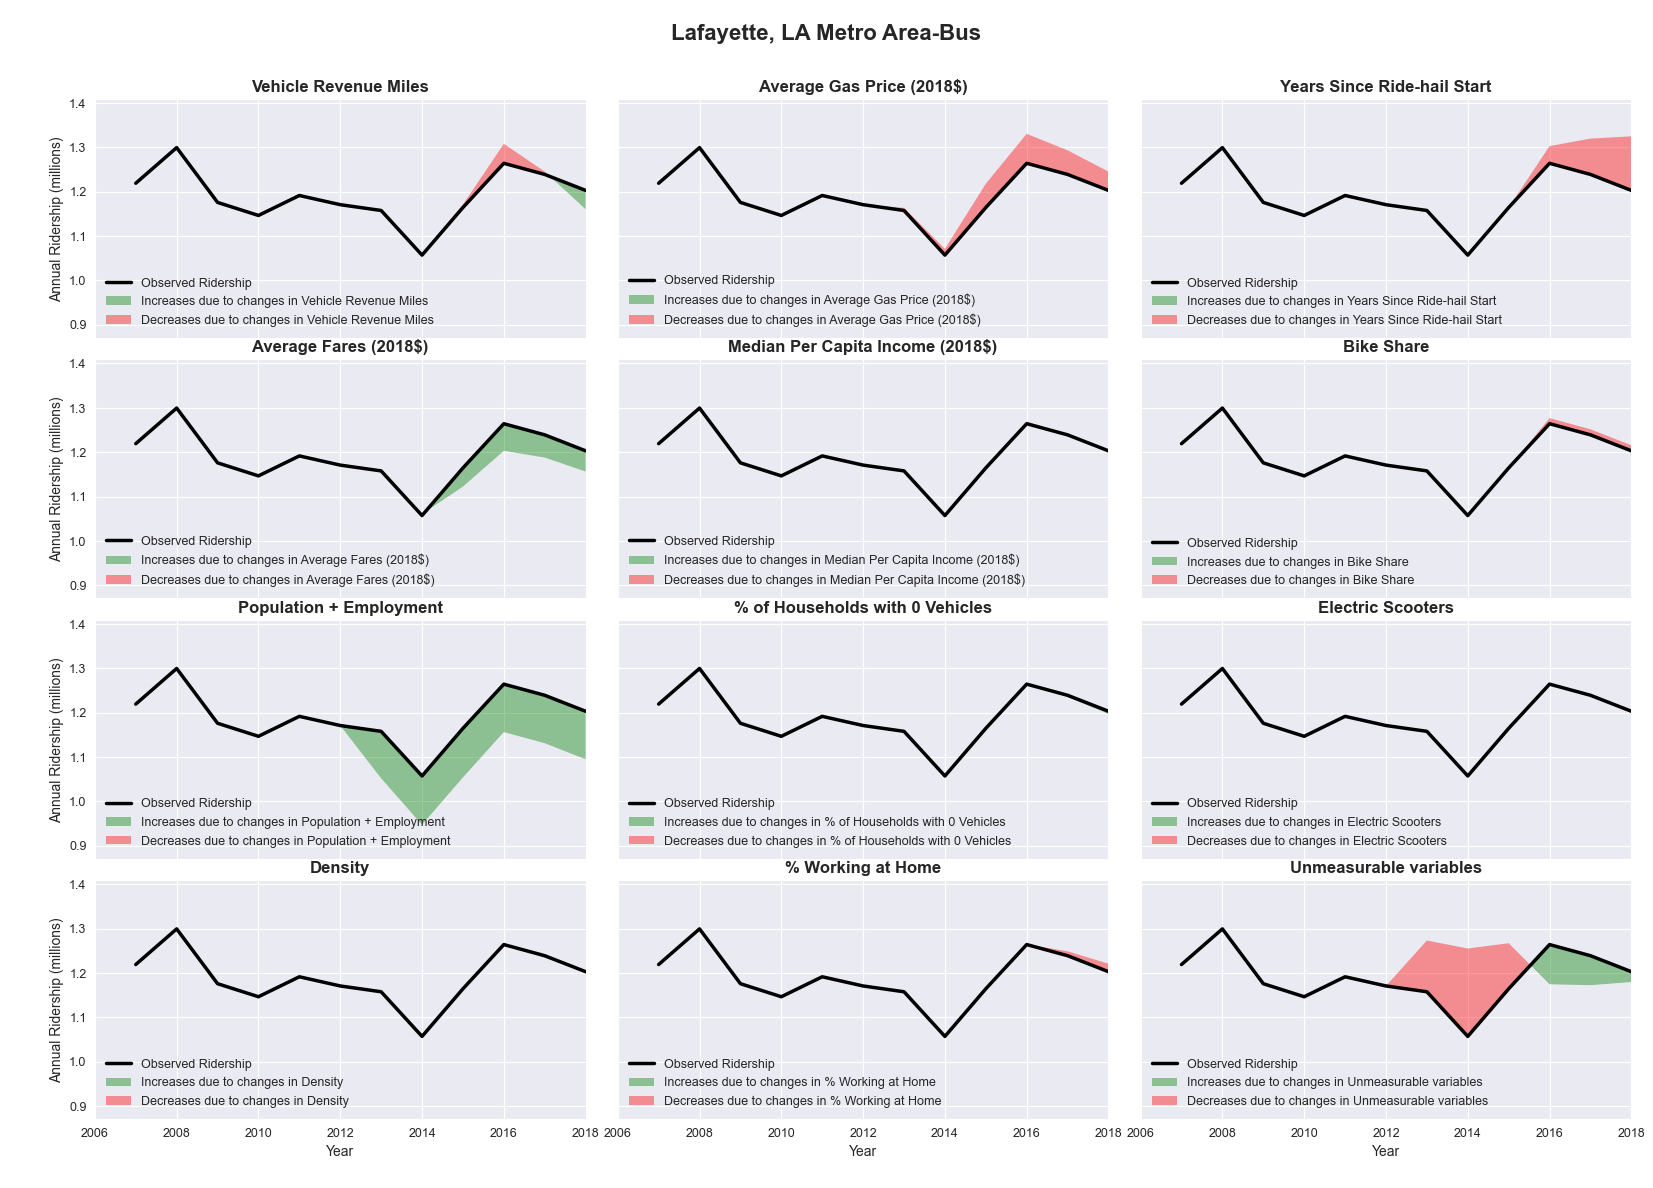 Lafayette, LA Metro Area-Bus
Vehicle Revenue Miles
Average Gas Price (2018$)
Years Since Ride-hail Start
1.4
1.3
1.2
1.1
1.0
0.9
Annual Ridership (millions)
Observed Ridership
Increases due to changes in Vehicle Revenue Miles
Decreases due to changes in Vehicle Revenue Miles
Observed Ridership
Increases due to changes in Average Gas Price (2018$)
Decreases due to changes in Average Gas Price (2018$)
Observed Ridership
Increases due to changes in Years Since Ride-hail Start
Decreases due to changes in Years Since Ride-hail Start
Average Fares (2018$)
Median Per Capita Income (2018$)
Bike Share
1.4
1.3
1.2
1.1
1.0
0.9
Annual Ridership (millions)
Observed Ridership
Increases due to changes in Average Fares (2018$)
Decreases due to changes in Average Fares (2018$)
Observed Ridership
Increases due to changes in Median Per Capita Income (2018$)
Decreases due to changes in Median Per Capita Income (2018$)
Observed Ridership
Increases due to changes in Bike Share
Decreases due to changes in Bike Share
Population + Employment
% of Households with 0 Vehicles
Electric Scooters
1.4
1.3
1.2
1.1
1.0
0.9
Annual Ridership (millions)
Observed Ridership
Increases due to changes in Population + Employment
Decreases due to changes in Population + Employment
Observed Ridership
Increases due to changes in % of Households with 0 Vehicles
Decreases due to changes in % of Households with 0 Vehicles
Observed Ridership
Increases due to changes in Electric Scooters
Decreases due to changes in Electric Scooters
Density
% Working at Home
Unmeasurable variables
1.4
1.3
1.2
1.1
1.0
0.9
Annual Ridership (millions)
Observed Ridership
Increases due to changes in Density
Decreases due to changes in Density
Observed Ridership
Increases due to changes in % Working at Home
Decreases due to changes in % Working at Home
Observed Ridership
Increases due to changes in Unmeasurable variables
Decreases due to changes in Unmeasurable variables
2006 2008 2010 2012 2014 2016 2018
2006 2008 2010 2012 2014 2016 2018
2006 2008 2010 2012 2014 2016 2018
Year
Year
Year